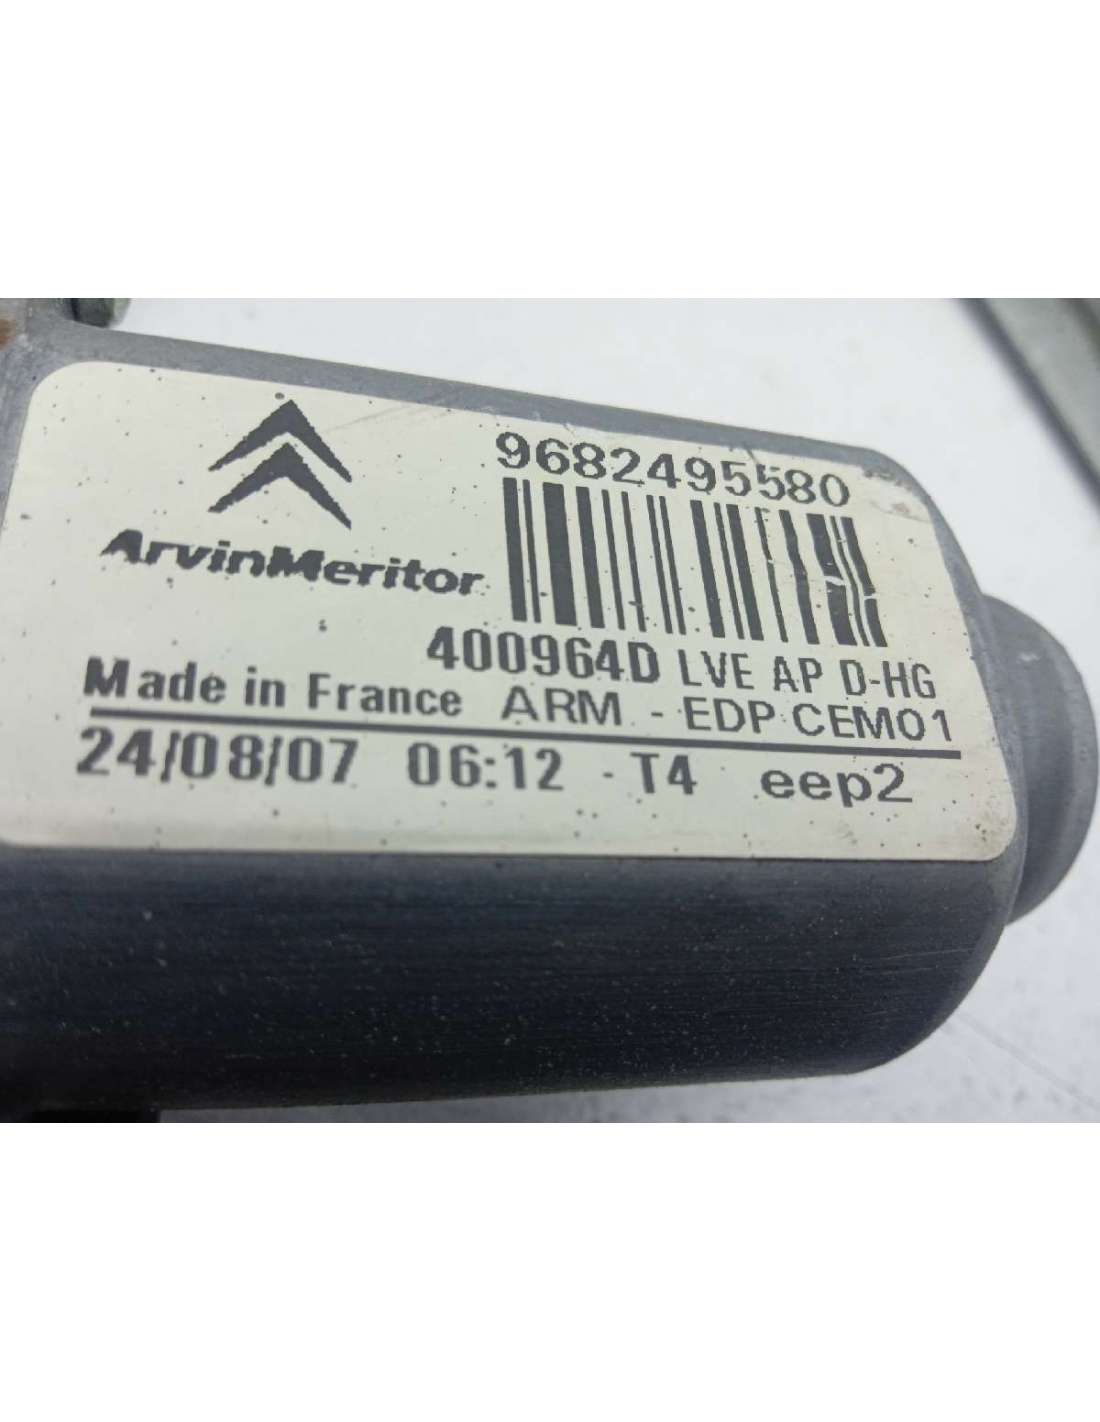 9682495580
ArvinMeritor
400964D LVE AP D-HG
Made in France ARM - EDP CEM01
24/08/07 06:12 - T4 eep2